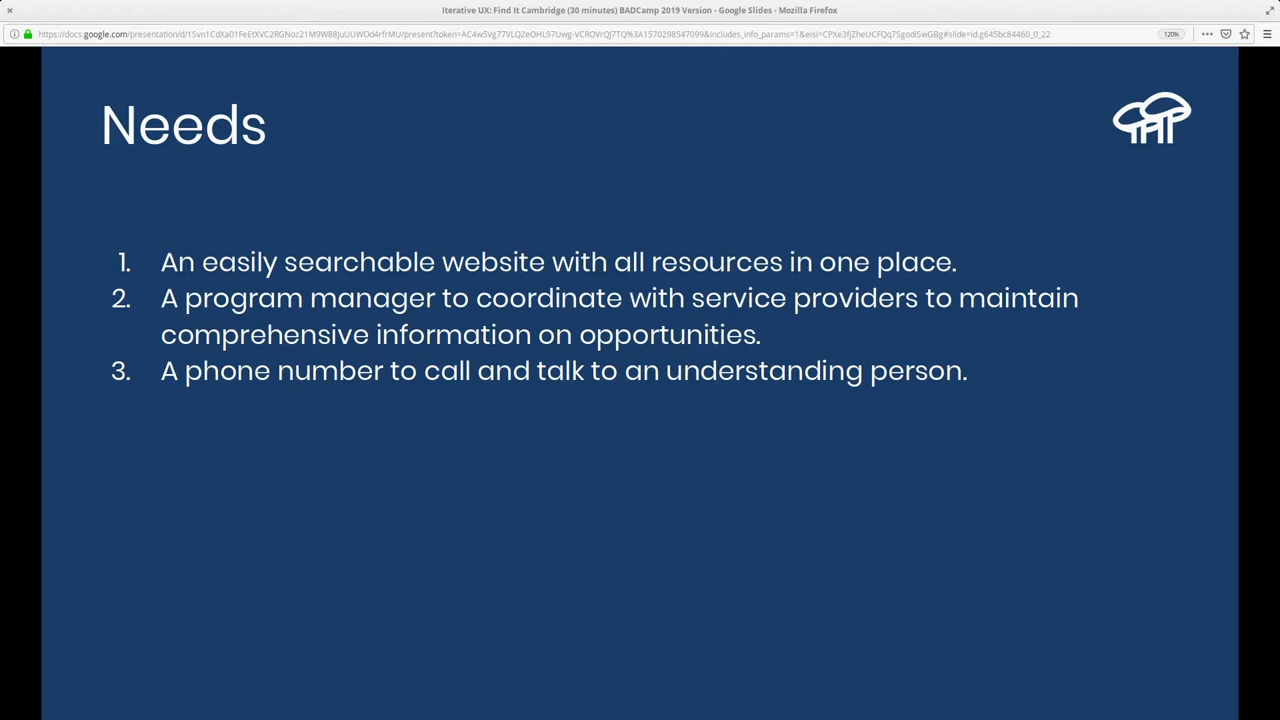 Iterative UX: Find It Cambridge (30 minutes) BADCamp 2019 Version - Google Slides - Mozilla Firefox
120%
Needs
1. An easily searchable website with all resources in one place.
2. A program manager to coordinate with service providers to maintain
comprehensive information on opportunities.
3. A phone number to call and talk to an understanding person.